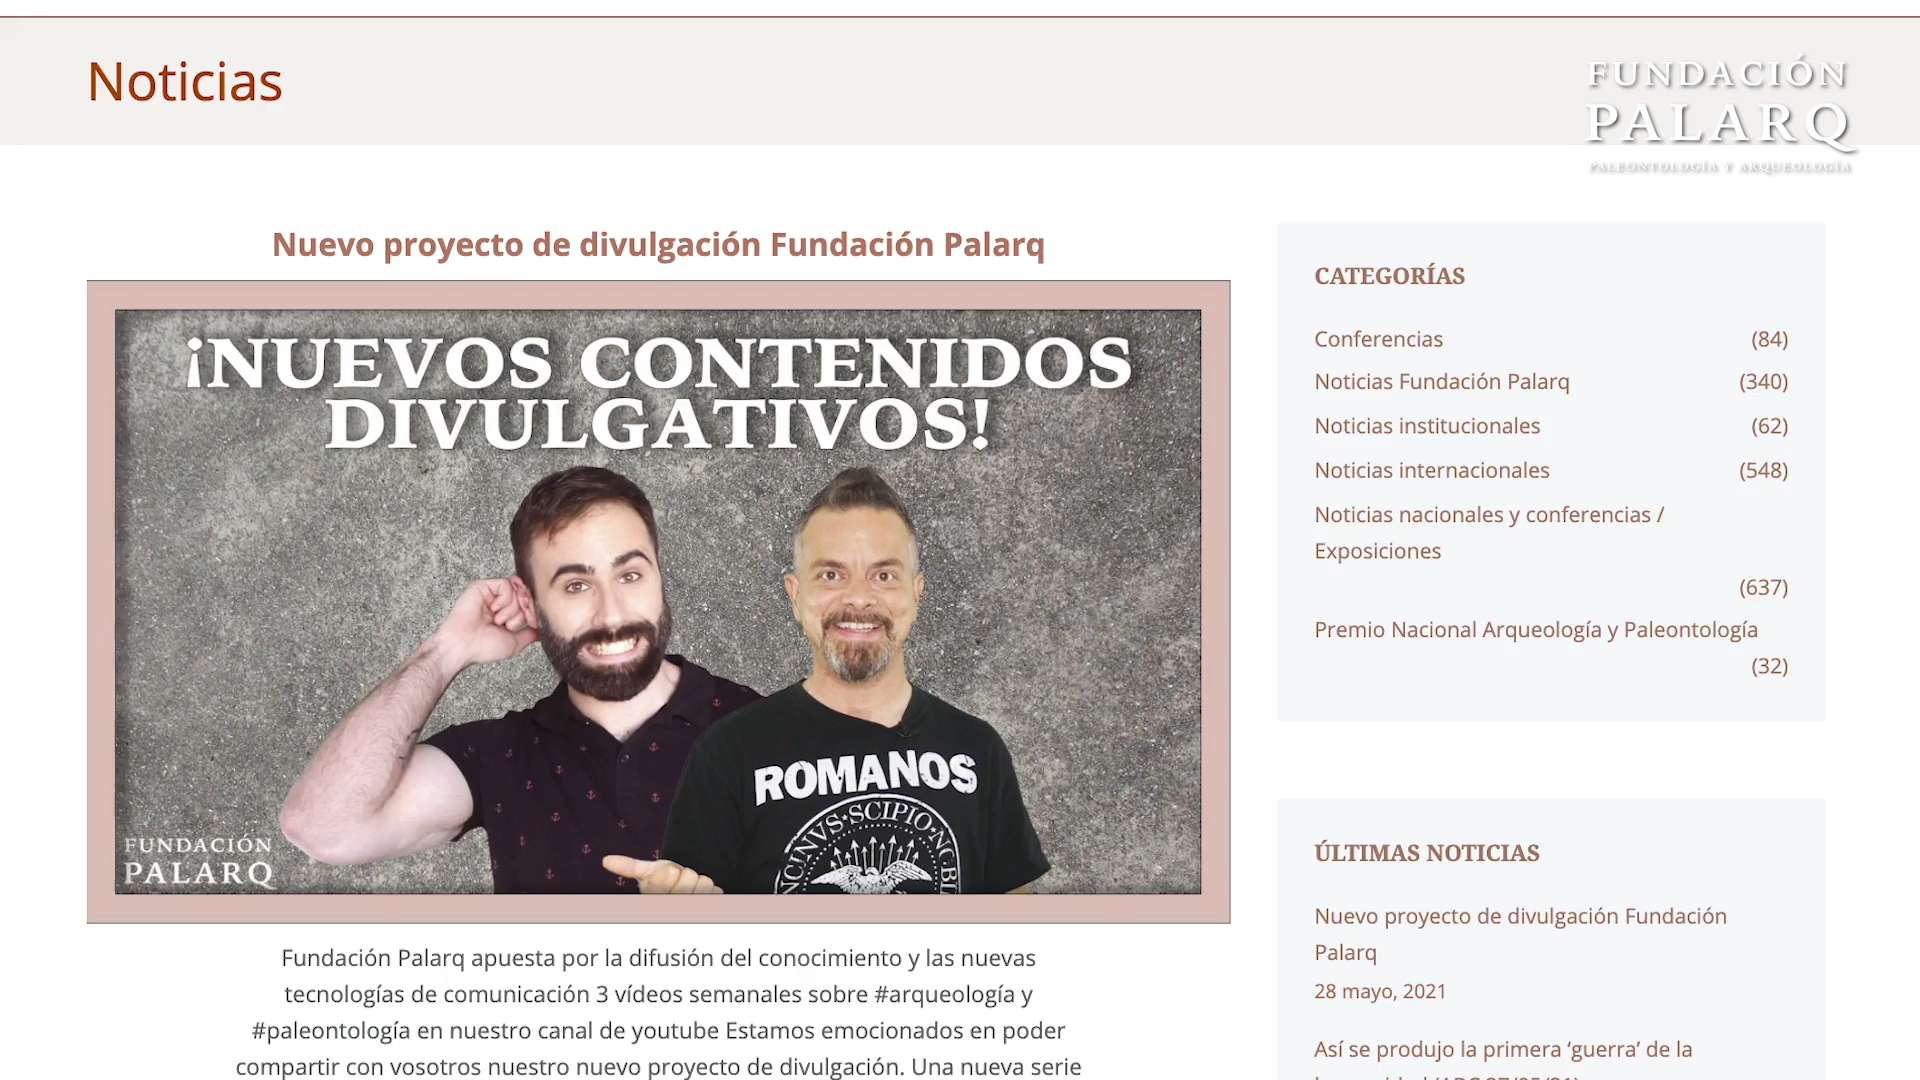 Noticias
FUNDACIÓN
PALARQ
PALEONTOLOGÍA Y ARQUEOLOGÍA
Nuevo proyecto de divulgación Fundación Palarq
¡NUEVOS CONTENIDOS
DIVULGATIVOS!
ROMANOS
SCIPIO
FUNDACIÓN
PALARQ
Fundación Palarq apuesta por la difusión del conocimiento y las nuevas
tecnologías de comunicación 3 vídeos semanales sobre #arqueología y
#paleontología en nuestro canal de youtube Estamos emocionados en poder
compartir con vosotros nuestro nuevo proyecto de divulgación. Una nueva serie
CATEGORÍAS
Conferencias (84)
Noticias Fundación Palarq (340)
Noticias institucionales (62)
Noticias internacionales (548)
Noticias nacionales y conferencias /
Exposiciones
(637)
Premio Nacional Arqueología y Paleontología
(32)
ÚLTIMAS NOTICIAS
Nuevo proyecto de divulgación Fundación
Palarq
28 mayo, 2021
Así se produjo la primera ‘guerra’ de la